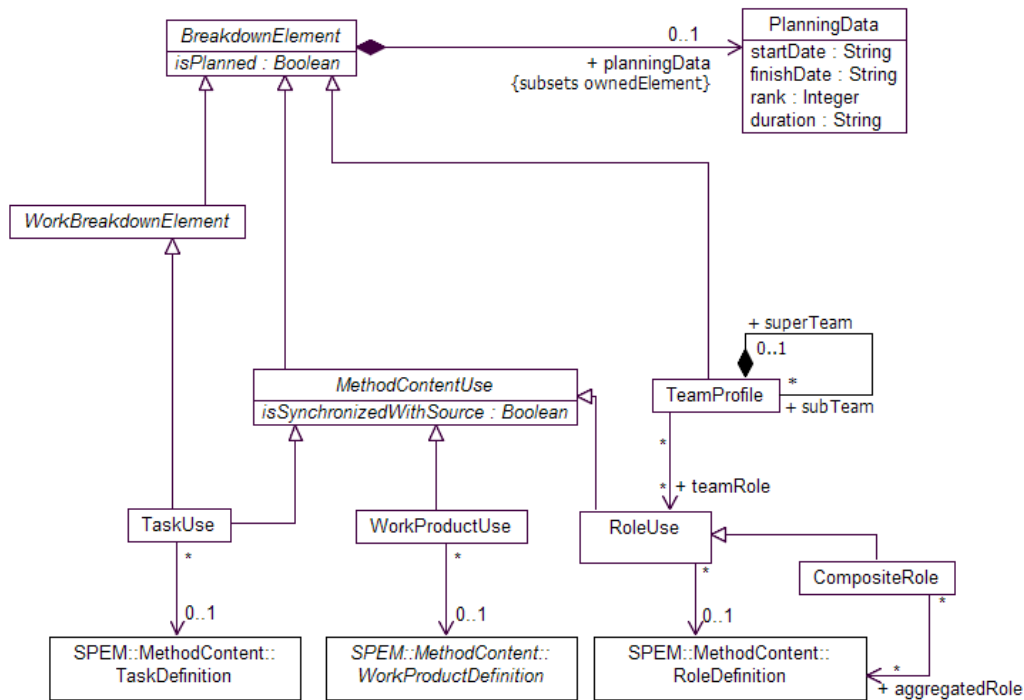 BreakdownElement
isPlanned : Boolean
0..1
+ planningData
{subsets ownedElement}
PlanningData
startDate : String
finishDate : String
rank : Integer
duration : String
WorkBreakdownElement
+ superTeam
0..1
*
TeamProfile
+ subTeam
MethodContentUse
isSynchronizedWithSource : Boolean
*
*
+ teamRole
TaskUse
WorkProductUse
RoleUse
CompositeRole
*
*
*
*
0..1
0..1
0..1
SPEM::MethodContent::
TaskDefinition
SPEM::MethodContent::
WorkProductDefinition
SPEM::MethodContent::
RoleDefinition
*
+ aggregatedRole